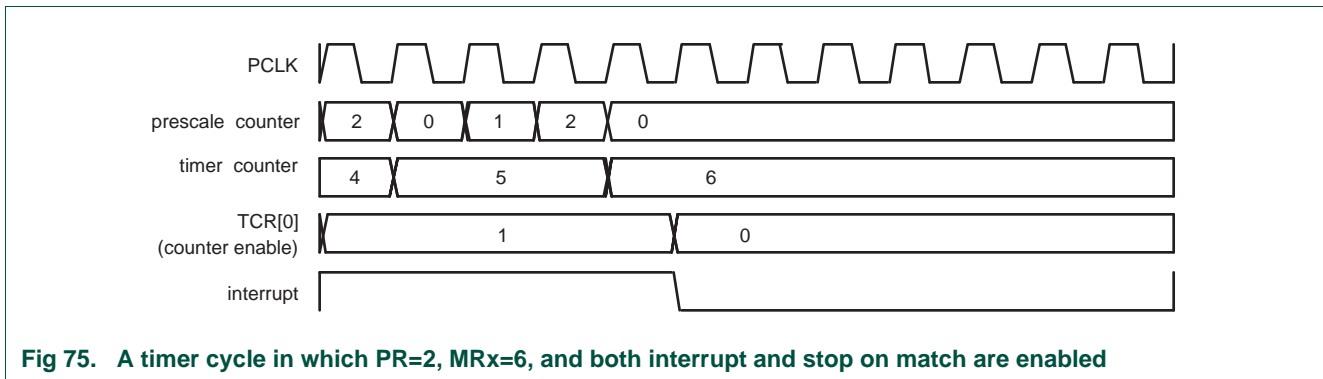 PCLK
prescale counter 2 0 1 2 0
timer counter 4 5 6
TCR[0]
(counter enable) 1 0
interrupt
Fig 75. A timer cycle in which PR=2, MRx=6, and both interrupt and stop on match are enabled